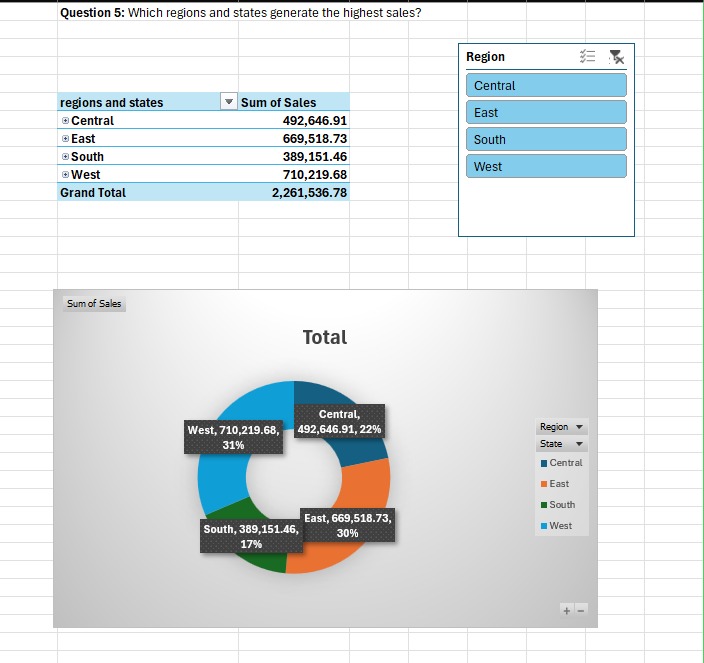 Question 5: Which regions and states generate the highest sales?
Region
Central
East
South
West
regions and states Sum of Sales
Central 492,646.91
East 669,518.73
South 389,151.46
West 710,219.68
Grand Total 2,261,536.78
Sum of Sales
Total
Central,
492,646.91, 22%
West, 710,219.68,
31%
East, 669,518.73,
30%
South, 389,151.46,
17%
Region
State
Central
East
South
West